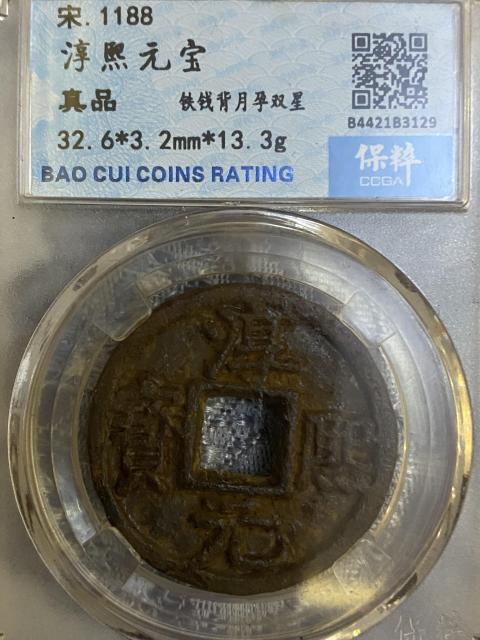 宋.1188
淳熙元宝
真品 铁钱背月孕双星
32.6*3.2mm*13.3g
BAO CUI COINS RATING
B4421B3129
保粹
CCGA
淳
熙
元
寶